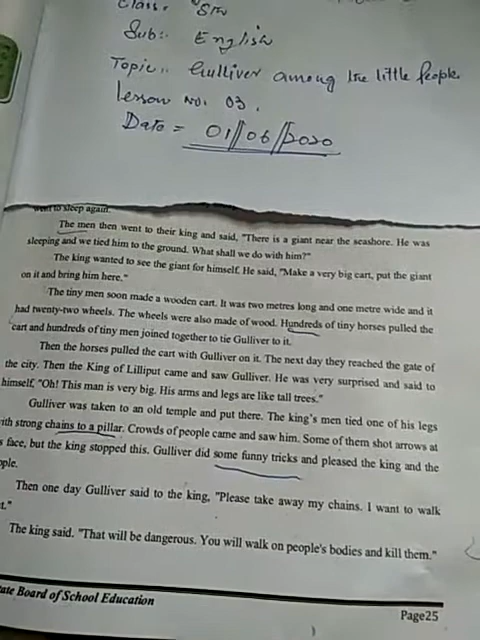 Class: 5th
Sub: English
Topic: Gulliver among the little People.
Lesson No. 03.
Date = 01/06/2020
went to sleep again.
The men then went to their king and said, "There is a giant near the seashore. He was
sleeping and we tied him to the ground. What shall we do with him?"
The king wanted to see the giant for himself. He said, "Make a very big cart, put the giant
on it and bring him here."
The tiny men soon made a wooden cart. It was two metres long and one metre wide and it
had twenty-two wheels. The wheels were also made of wood. Hundreds of tiny horses pulled the
cart and hundreds of tiny men joined together to tie Gulliver to it.
Then the horses pulled the cart with Gulliver on it. The next day they reached the gate of
the city. Then the King of Lilliput came and saw Gulliver. He was very surprised and said to
himself, "Oh! This man is very big. His arms and legs are like tall trees."
Gulliver was taken to an old temple and put there. The king's men tied one of his legs
with strong chains to a pillar. Crowds of people came and saw him. Some of them shot arrows at
s face, but the king stopped this. Gulliver did some funny tricks and pleased the king and the
ople.
Then one day Gulliver said to the king, "Please take away my chains. I want to walk
t."
The king said, "That will be dangerous. You will walk on people's bodies and kill them."
ate Board of School Education
Page25